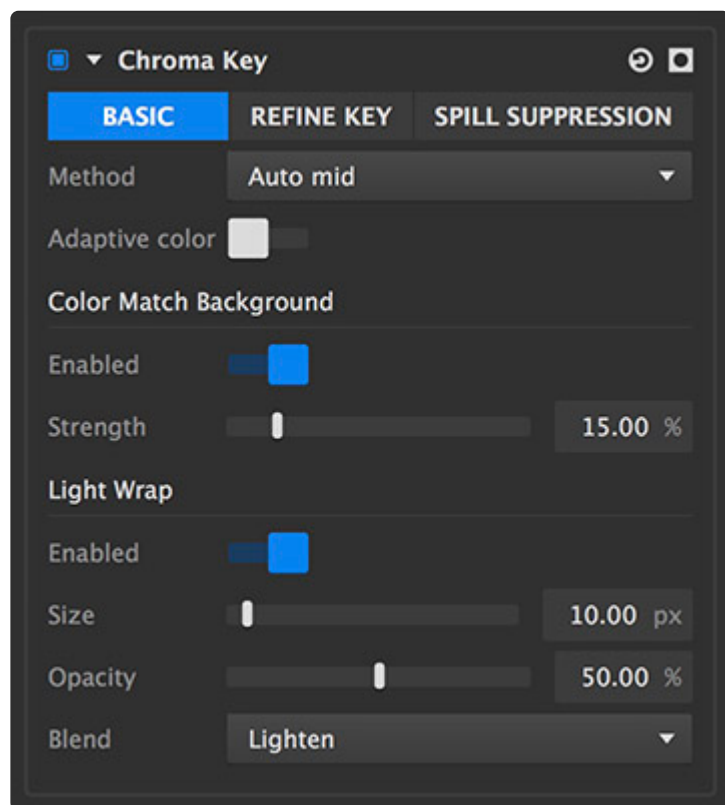 Chroma Key
BASIC REFINE KEY SPILL SUPPRESSION
Method Auto mid
Adaptive color
Color Match Background
Enabled
Strength 15.00 %
Light Wrap
Enabled
Size 10.00 px
Opacity 50.00 %
Blend Lighten